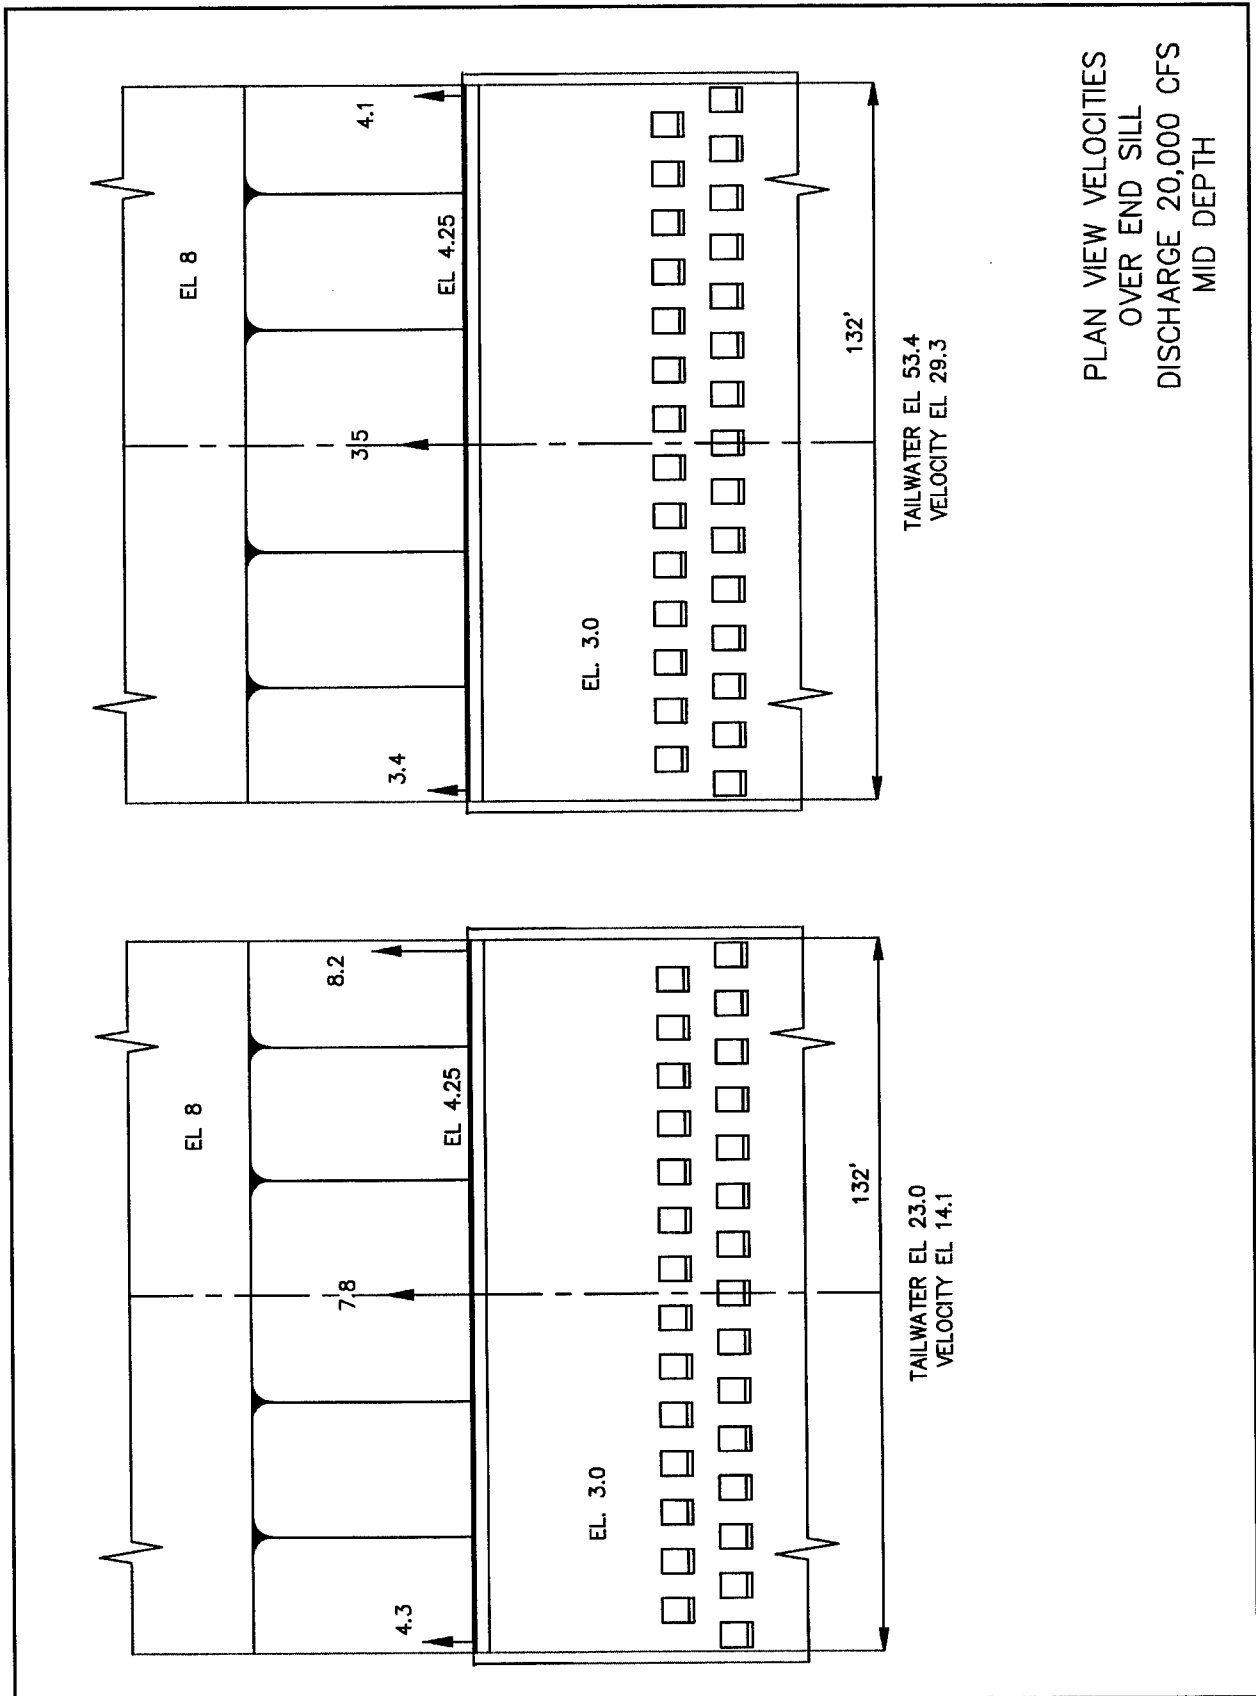 EL 8
4.3
7.8
8.2
EL 4.25
EL. 3.0
132'
TAILWATER EL 23.0
VELOCITY EL 14.1
EL 8
3.4
3.5
4.1
EL 4.25
EL. 3.0
132'
TAILWATER EL 53.4
VELOCITY EL 29.3
PLAN VIEW VELOCITIES
OVER END SILL
DISCHARGE 20,000 CFS
MID DEPTH